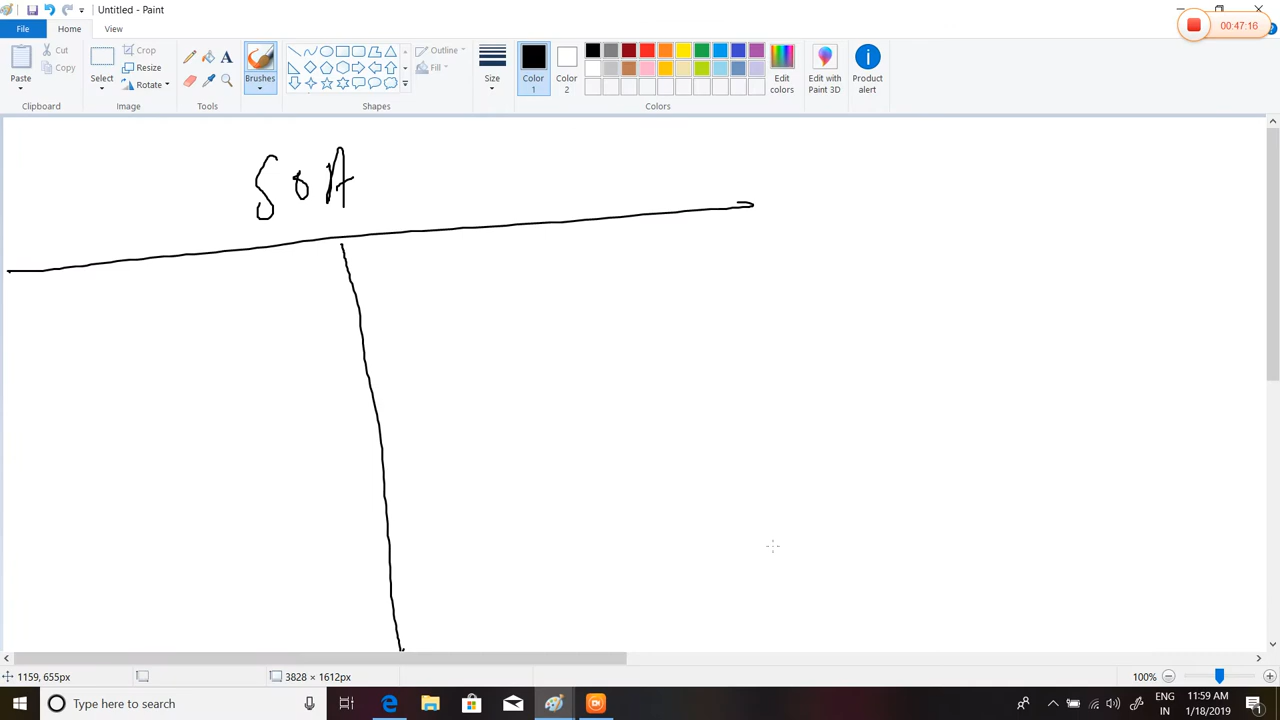 Untitled - Paint
00:47:16
File Home View
Paste Cut Copy Select Crop Resize Rotate Brushes Outline Fill Size Color 1 Color 2 Edit colors Edit with Paint 3D Product alert
Clipboard Image Tools Shapes Colors
SOA
1159, 655px 3828 × 1612px 100%
Type here to search ENG IN 11:59 AM 1/18/2019